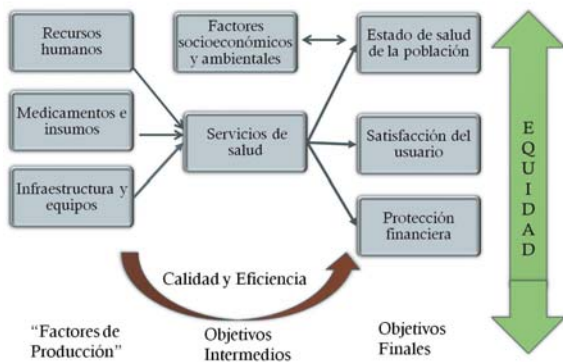 Recursos
humanos
Factores
socioeconómicos
y ambientales
Estado de salud
de la población
Medicamentos e
insumos
Servicios de
salud
Satisfacción del
usuario
Infraestructura y
equipos
Protección
financiera
EQUIDAD
Calidad y Eficiencia
“Factores de
Producción”
Objetivos
Intermedios
Objetivos
Finales